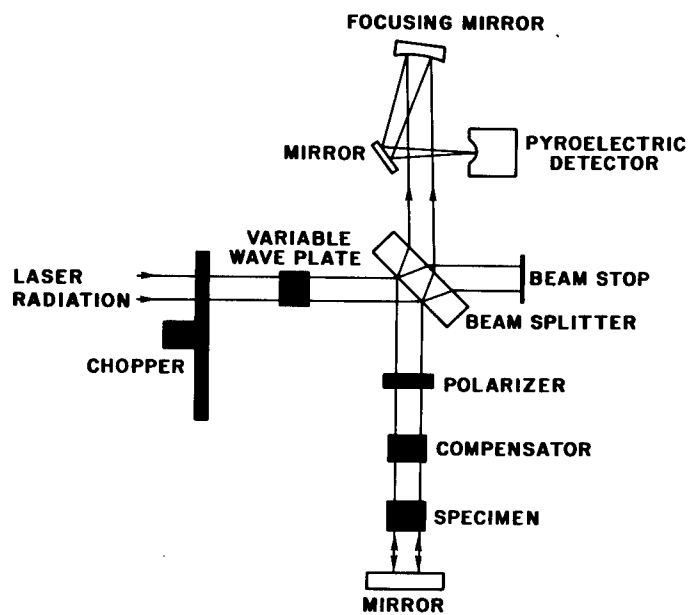 FOCUSING MIRROR
MIRROR
PYROELECTRIC
DETECTOR
VARIABLE
WAVE PLATE
LASER
RADIATION
BEAM STOP
BEAM SPLITTER
CHOPPER
POLARIZER
COMPENSATOR
SPECIMEN
MIRROR